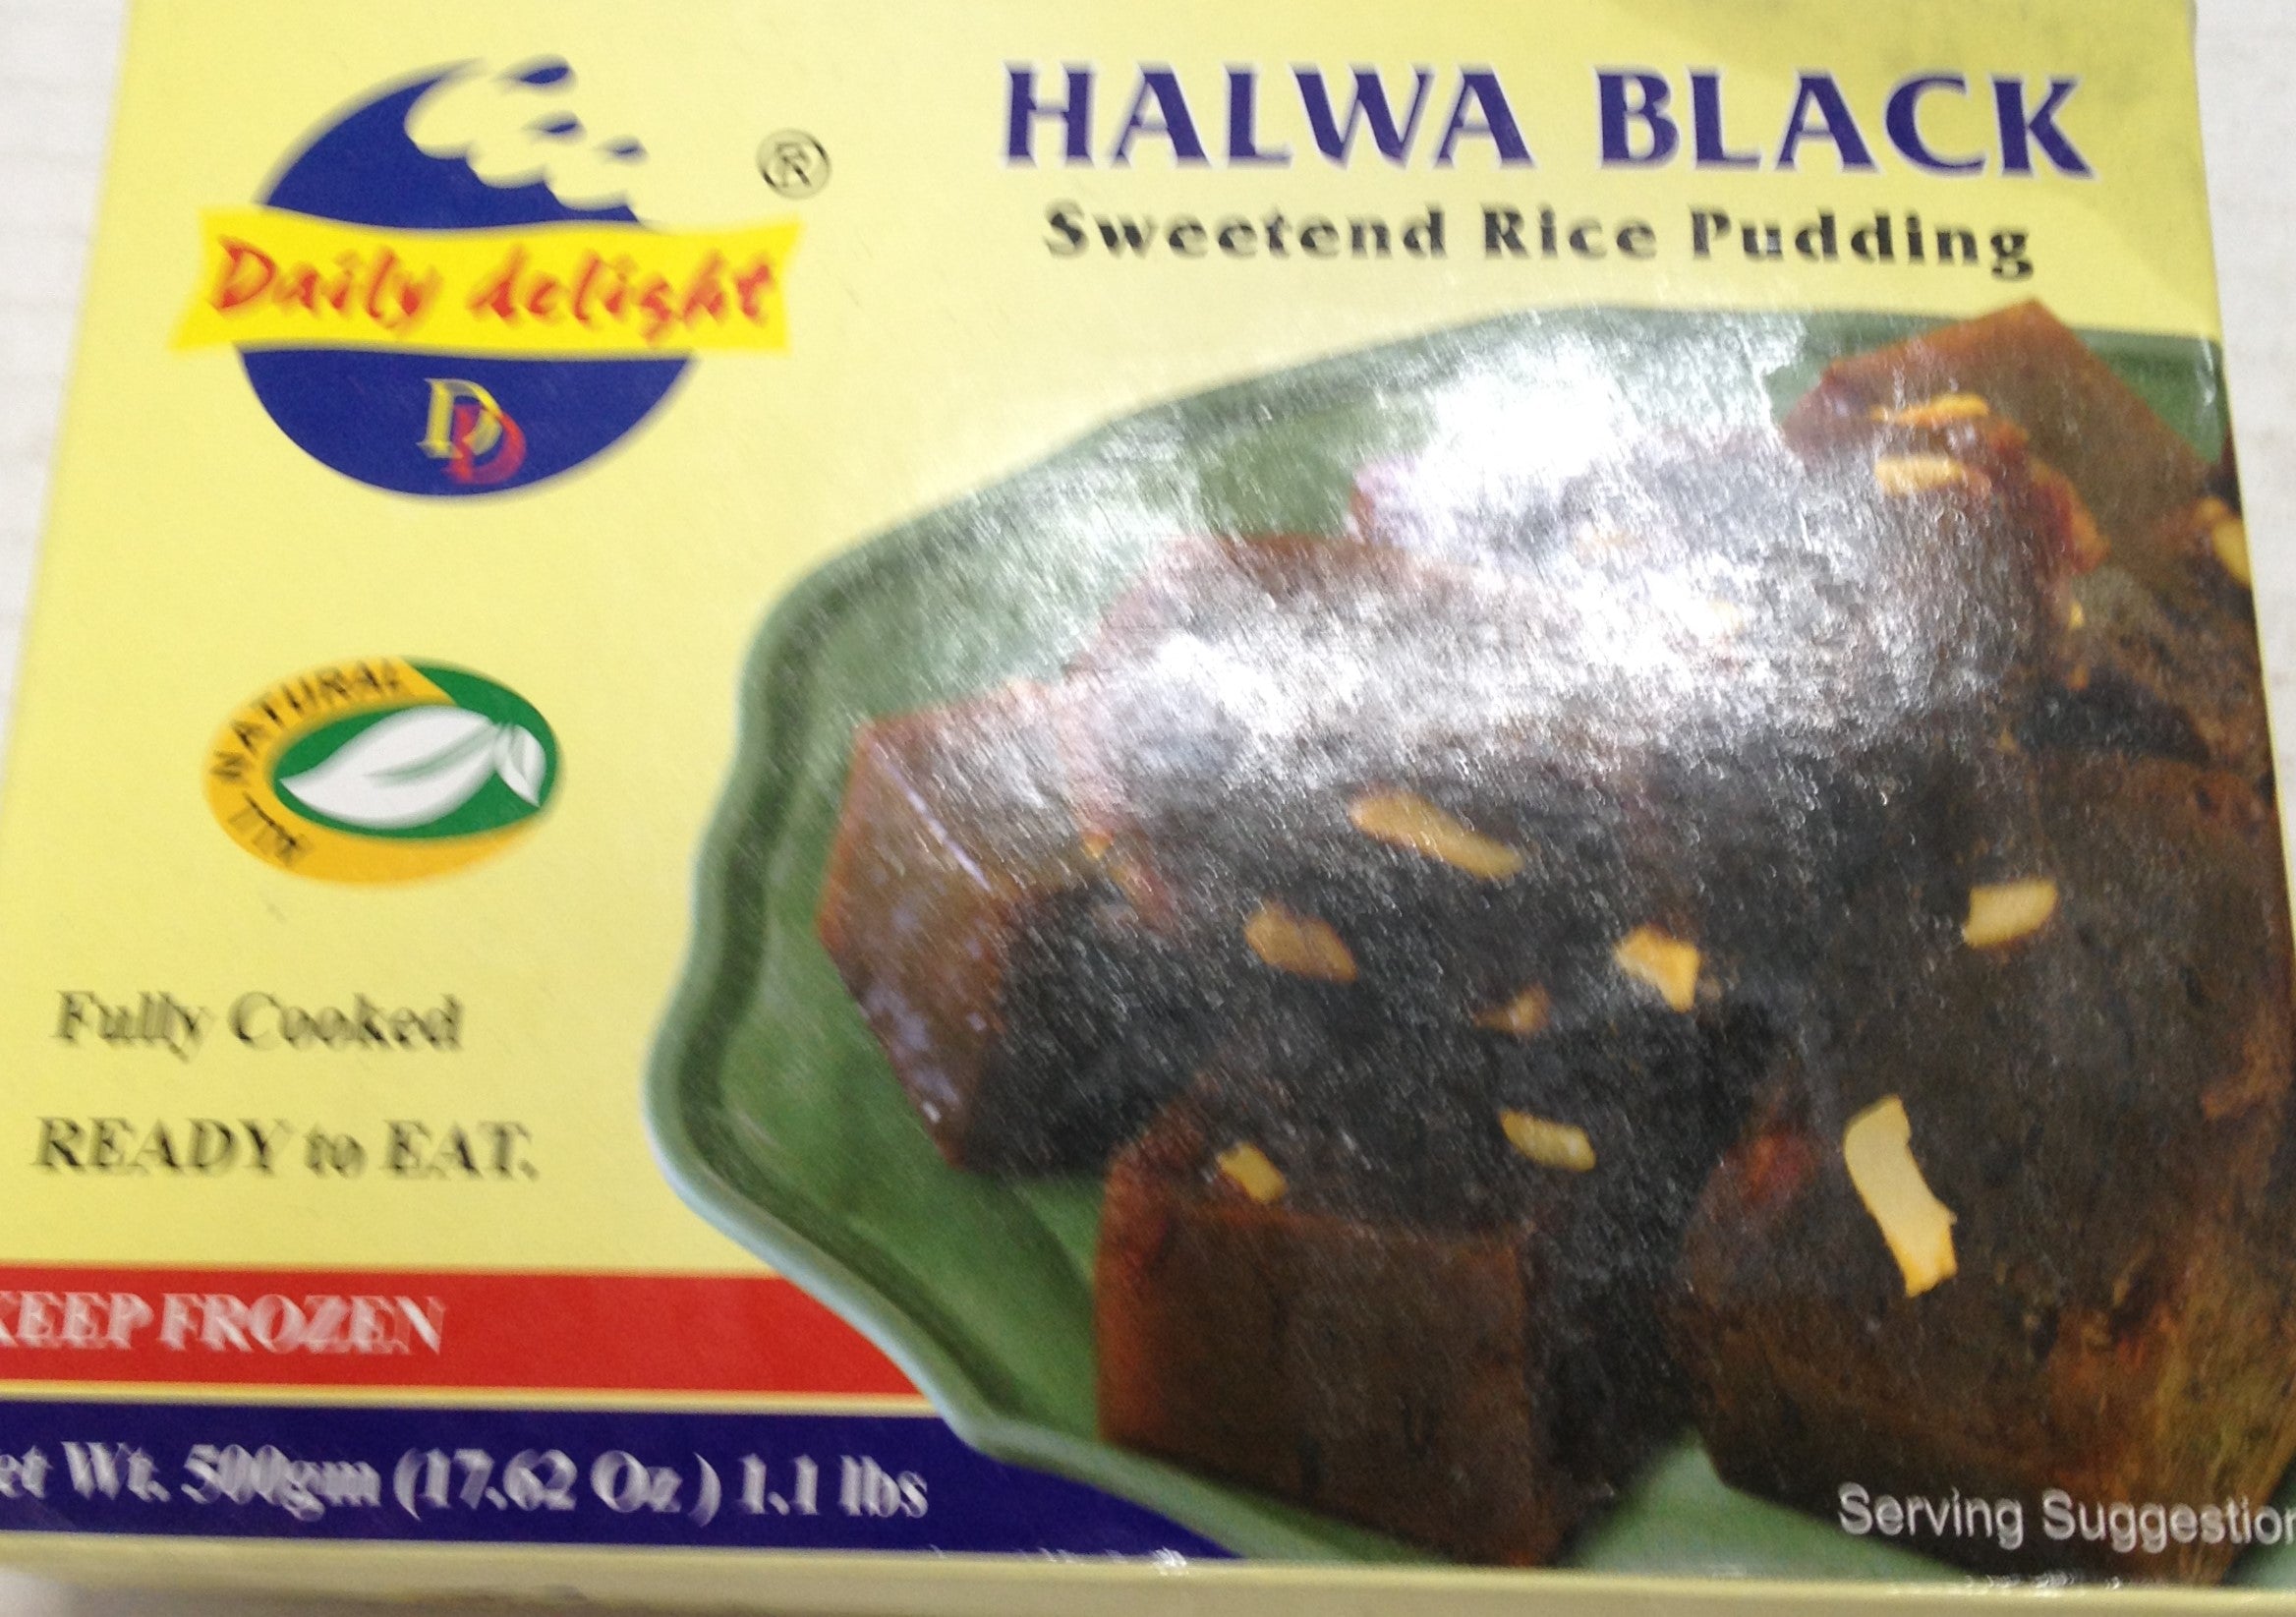 HALWA BLACK
Sweetend Rice Pudding
®
Daily delight
DD
NATURAL
Fully Cooked
READY to EAT.
KEEP FROZEN
et Wt. 500gm (17.62 Oz) 1.1 lbs
Serving Suggestion